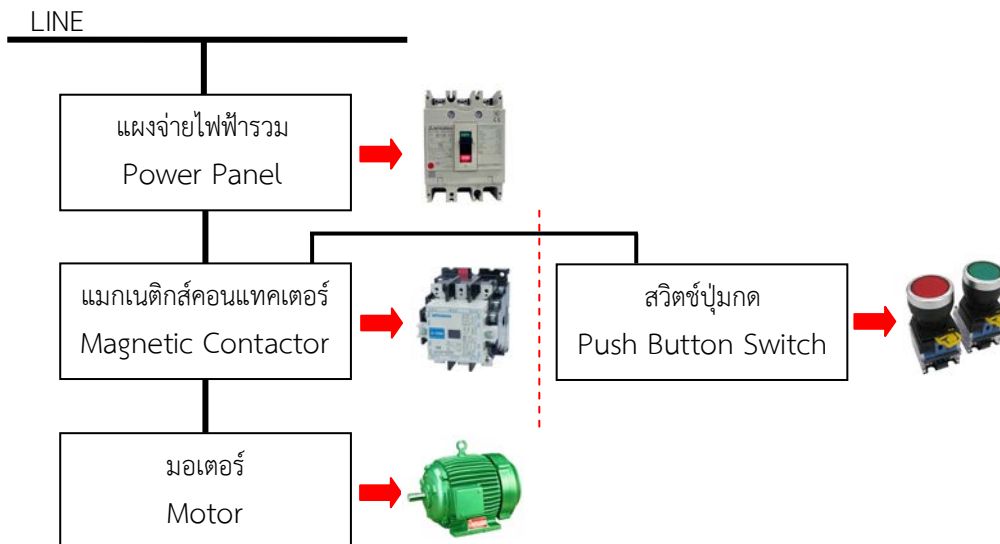 LINE
แผงจ่ายไฟฟ้ารวม
Power Panel
แมกเนติกส์คอนแทคเตอร์
Magnetic Contactor
สวิตช์ปุ่มกด
Push Button Switch
มอเตอร์
Motor